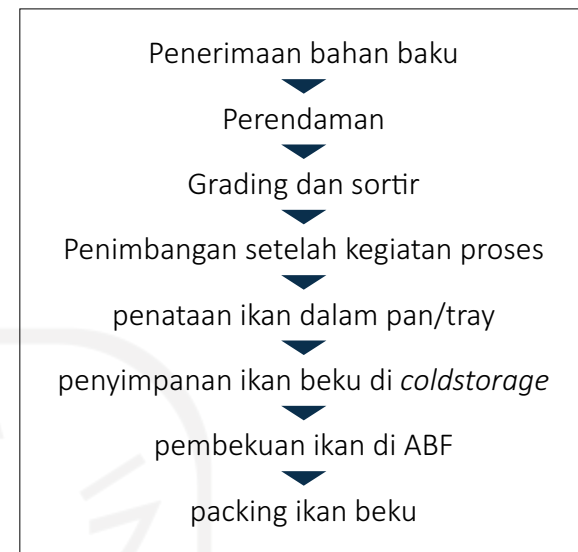 Penerimaan bahan baku
Perendaman
Grading dan sortir
Penimbangan setelah kegiatan proses
penataan ikan dalam pan/tray
penyimpanan ikan beku di coldstorage
pembekuan ikan di ABF
packing ikan beku